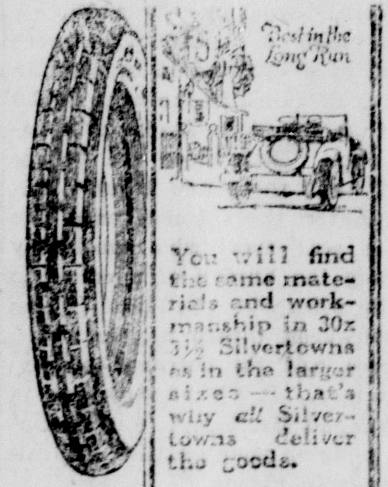 Best in the
Long Run
You will find
the same mate-
rials and work-
manship in 30x
3½ Silvertowns
as in the larger
sizes — that's
why all Silver-
towns deliver
the goods.